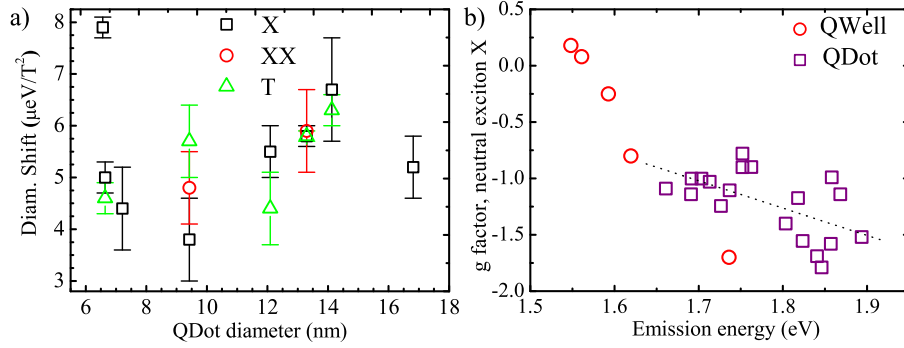 a)
X
XX
T
8
7
6
5
4
3
Diam. Shift (µeV/T²)
6 8 10 12 14 16 18
QDot diameter (nm)
b)
QWell
QDot
0.5
0.0
-0.5
-1.0
-1.5
-2.0
g factor, neutral exciton X
1.5 1.6 1.7 1.8 1.9
Emission energy (eV)